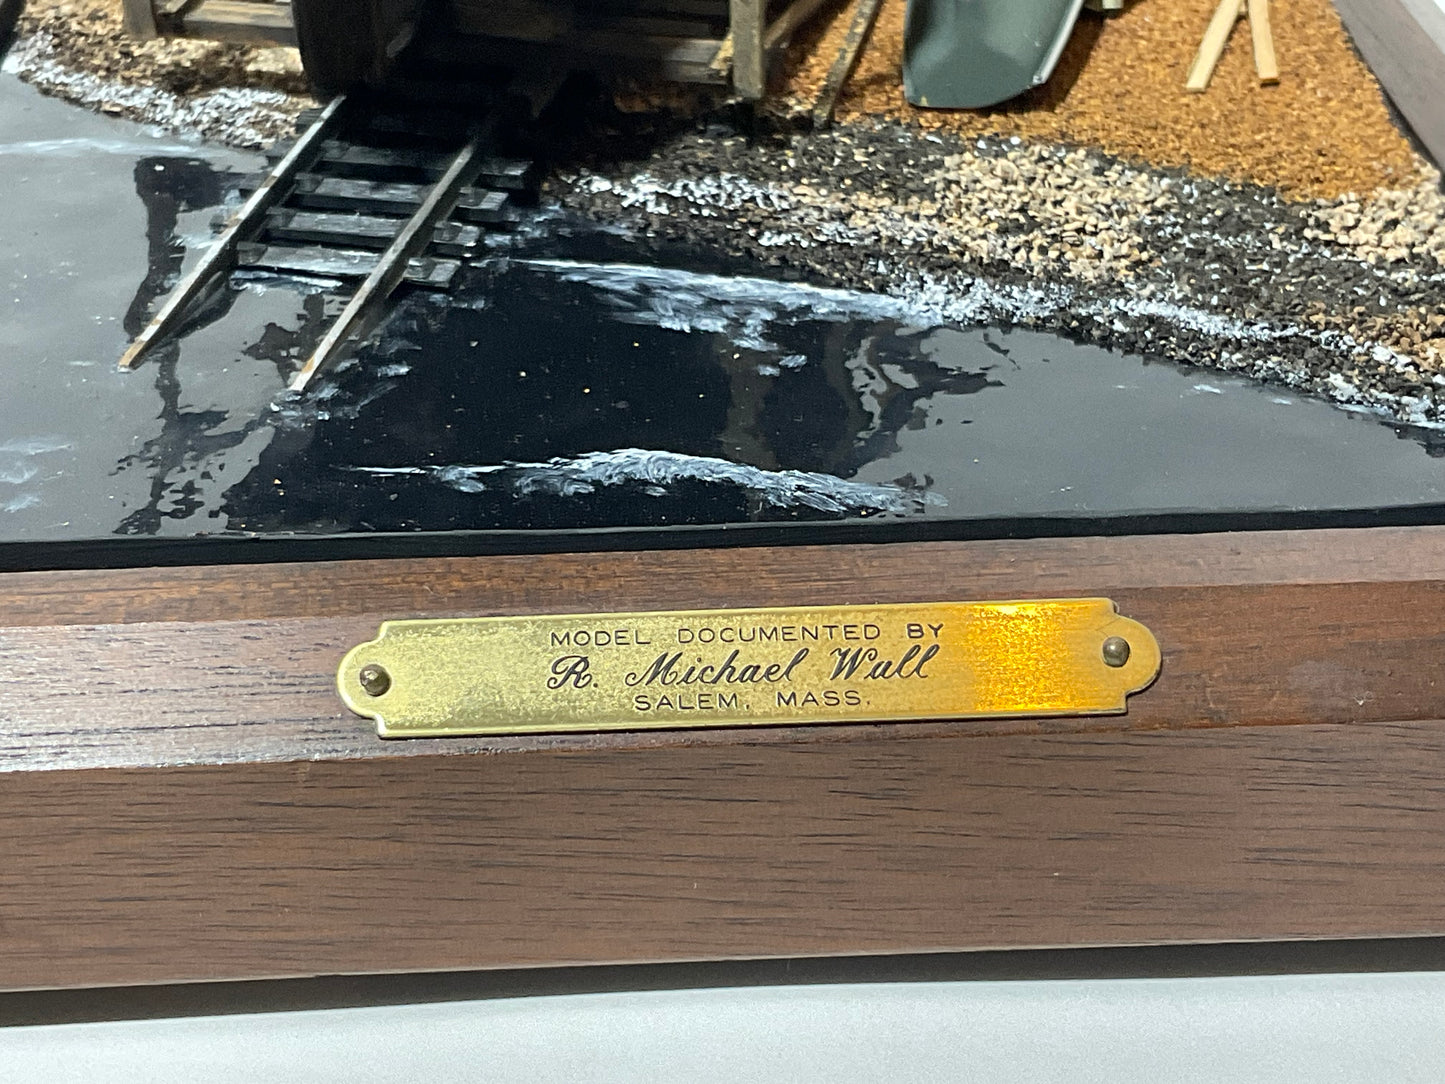 MODEL DOCUMENTED BY
R. Michael Wall
SALEM, MASS.